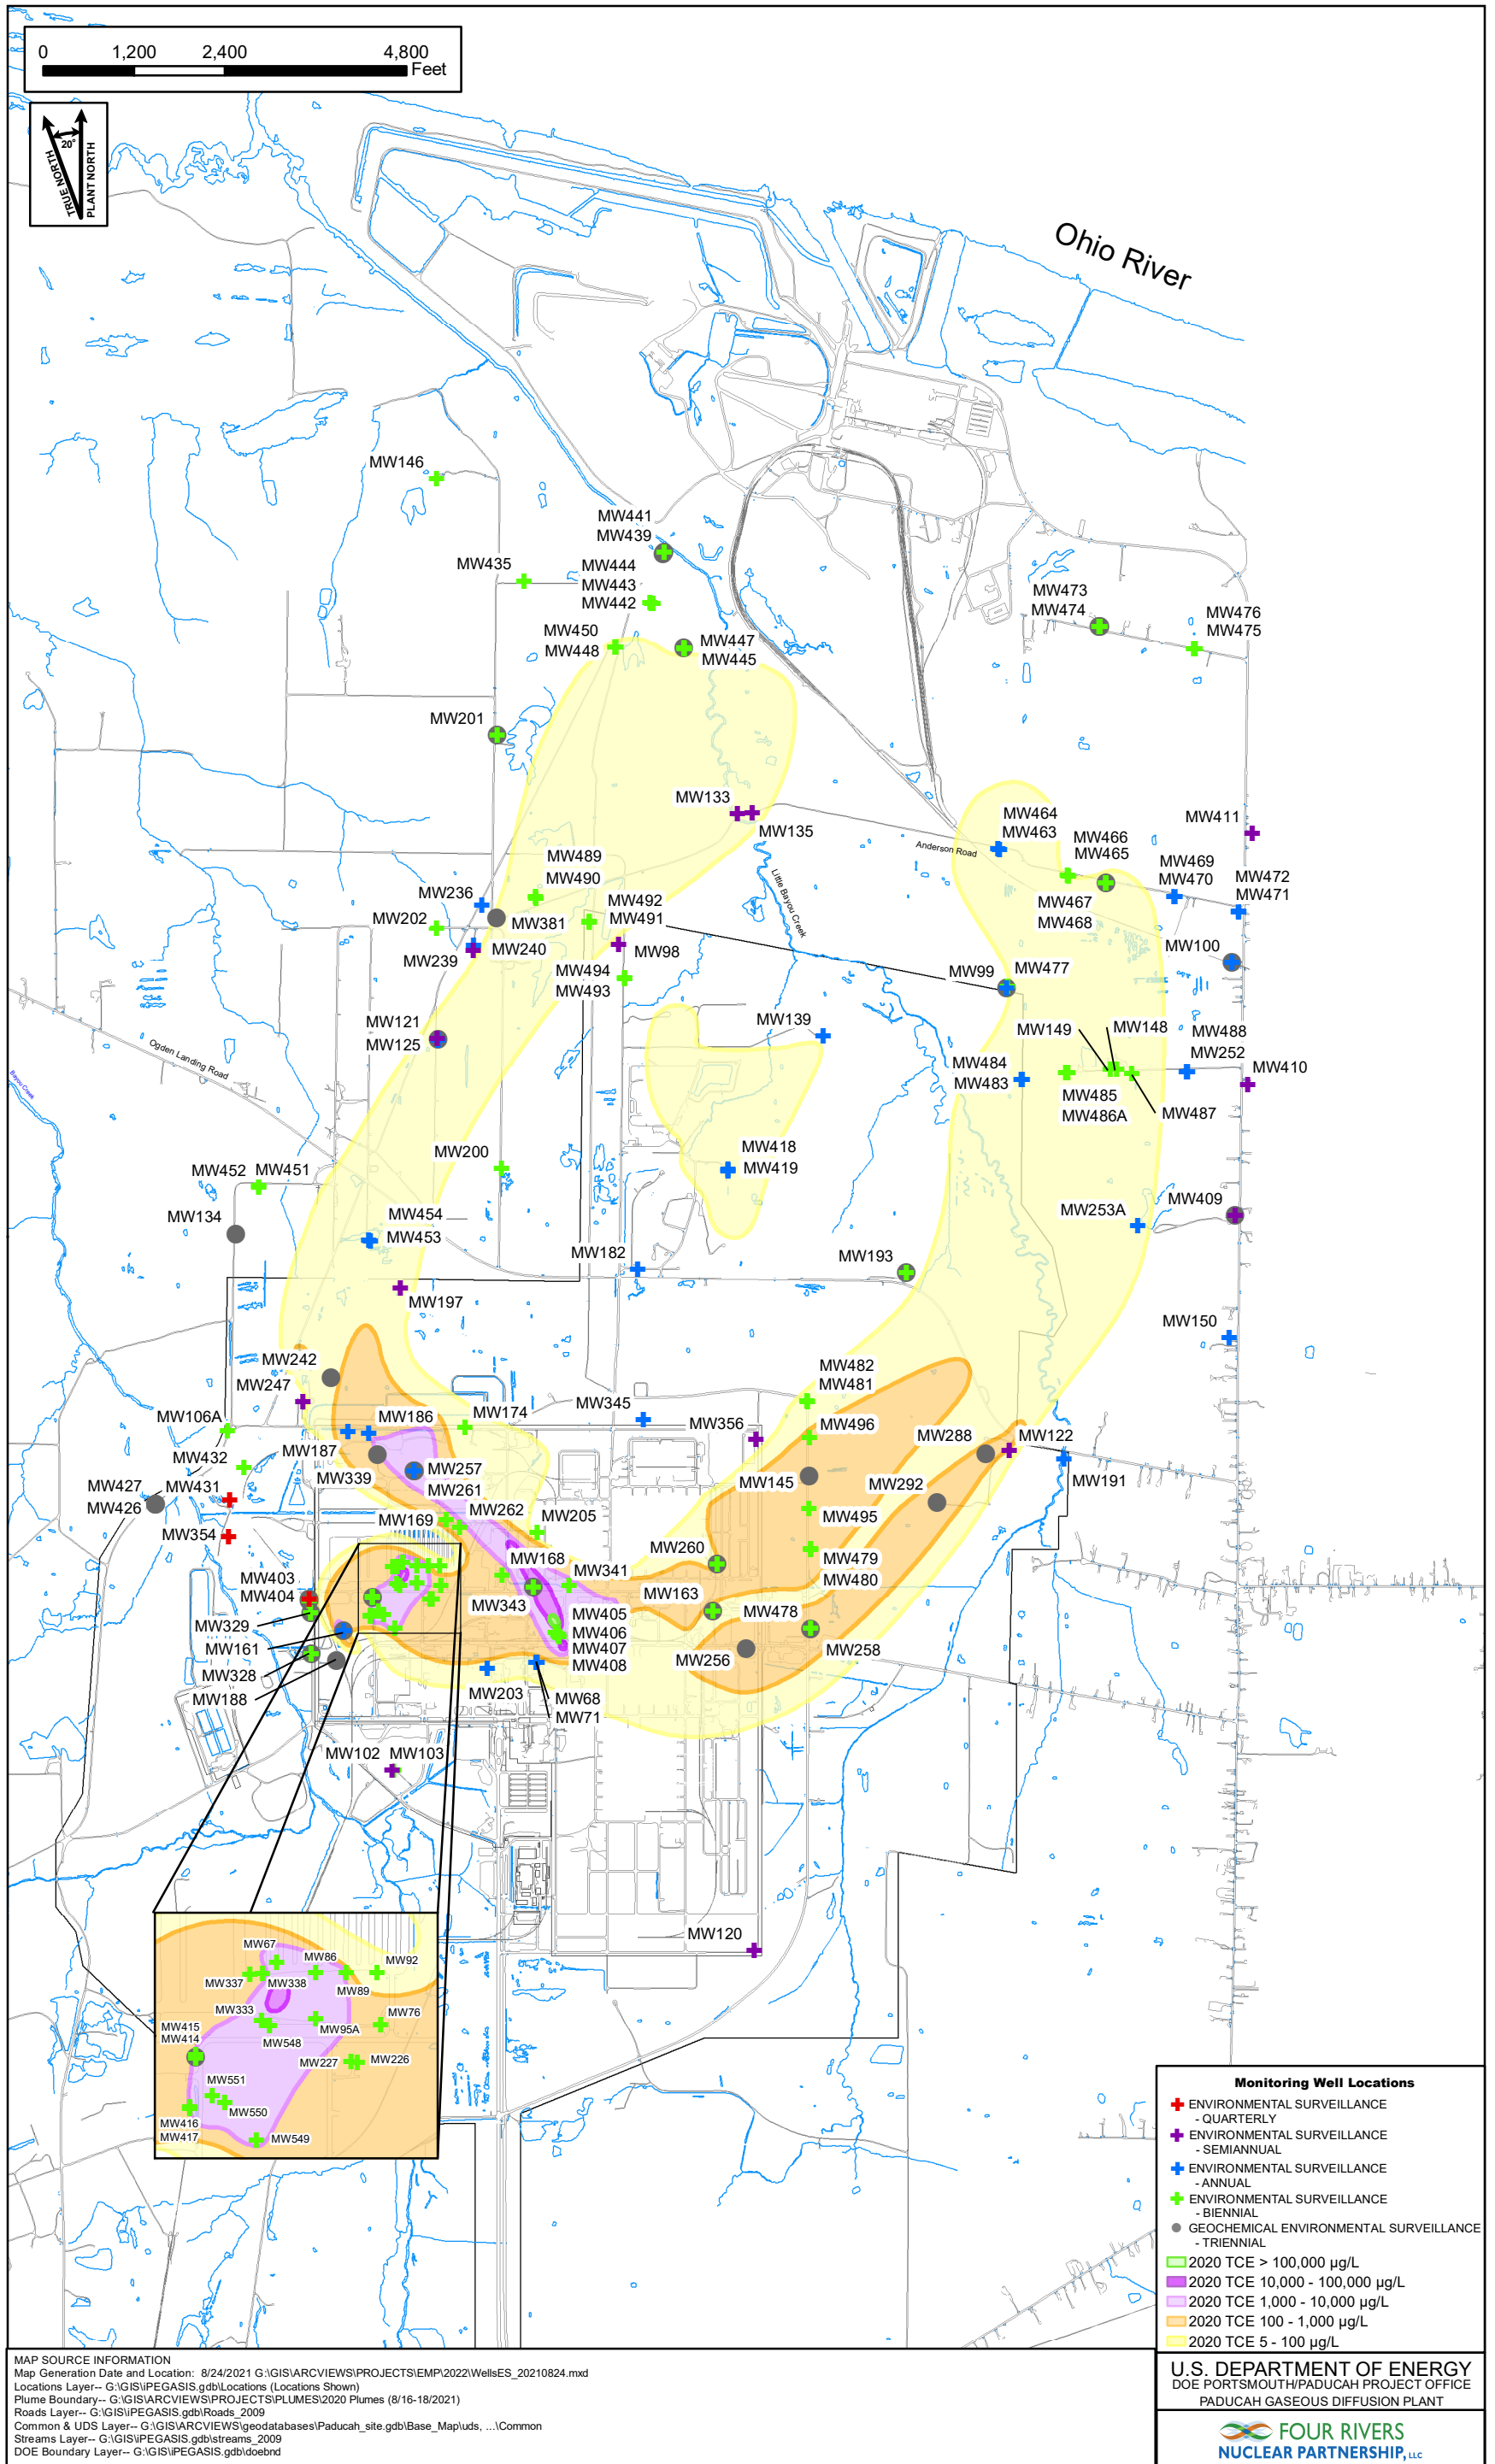 0 1,200 2,400 4,800
Feet
20°
TRUE NORTH
PLANT NORTH
Ohio River
MW146
MW441
MW439
MW435
MW444
MW443
MW442
MW473
MW474
MW476
MW475
MW450
MW448
MW447
MW445
MW201
MW133
MW135
MW464
MW463
MW411
Anderson Road
MW466
MW465
MW489
MW490
MW469
MW470
MW472
MW471
Little Bayou Creek
MW236
MW492
MW491
MW467
MW468
MW202
MW381
MW240
MW239
MW98
MW100
MW494
MW493
MW99
MW477
MW121
MW125
MW139
MW149
MW148
MW488
MW252
Ogden Landing Road
Bayou Creek
MW484
MW483
MW410
MW485
MW486A
MW487
MW200
MW418
MW419
MW452
MW451
MW134
MW253A
MW409
MW454
MW453
MW182
MW193
MW197
MW150
MW242
MW247
MW482
MW481
MW106A
MW186
MW174
MW345
MW356
MW496
MW288
MW122
MW432
MW187
MW339
MW257
MW261
MW145
MW191
MW427
MW426
MW431
MW292
MW354
MW169
MW262
MW205
MW495
MW260
MW479
MW480
MW168
MW341
MW403
MW404
MW343
MW163
MW329
MW405
MW406
MW407
MW408
MW478
MW161
MW328
MW256
MW258
MW188
MW203
MW68
MW71
MW102
MW103
MW120
MW67
MW86
MW92
MW337
MW338
MW89
MW333
MW76
MW415
MW414
MW95A
MW548
MW227
MW226
MW551
MW550
MW416
MW417
MW549
Monitoring Well Locations
ENVIRONMENTAL SURVEILLANCE
- QUARTERLY
ENVIRONMENTAL SURVEILLANCE
- SEMIANNUAL
ENVIRONMENTAL SURVEILLANCE
- ANNUAL
ENVIRONMENTAL SURVEILLANCE
- BIENNIAL
GEOCHEMICAL ENVIRONMENTAL SURVEILLANCE
- TRIENNIAL
2020 TCE > 100,000 µg/L
2020 TCE 10,000 - 100,000 µg/L
2020 TCE 1,000 - 10,000 µg/L
2020 TCE 100 - 1,000 µg/L
2020 TCE 5 - 100 µg/L
MAP SOURCE INFORMATION
Map Generation Date and Location: 8/24/2021 G:\GIS\ARCVIEWS\PROJECTS\EMP\2022\WellsES_20210824.mxd
Locations Layer-- G:\GIS\iPEGASIS.gdb\Locations (Locations Shown)
Plume Boundary-- G:\GIS\ARCVIEWS\PROJECTS\PLUMES\2020 Plumes (8/16-18/2021)
Roads Layer-- G:\GIS\iPEGASIS.gdb\Roads_2009
Common & UDS Layer-- G:\GIS\ARCVIEWS\geodatabases\Paducah_site.gdb\Base_Map\uds, ...\Common
Streams Layer-- G:\GIS\iPEGASIS.gdb\streams_2009
DOE Boundary Layer-- G:\GIS\iPEGASIS.gdb\doebnd
U.S. DEPARTMENT OF ENERGY
DOE PORTSMOUTH/PADUCAH PROJECT OFFICE
PADUCAH GASEOUS DIFFUSION PLANT
FOUR RIVERS
NUCLEAR PARTNERSHIP, LLC